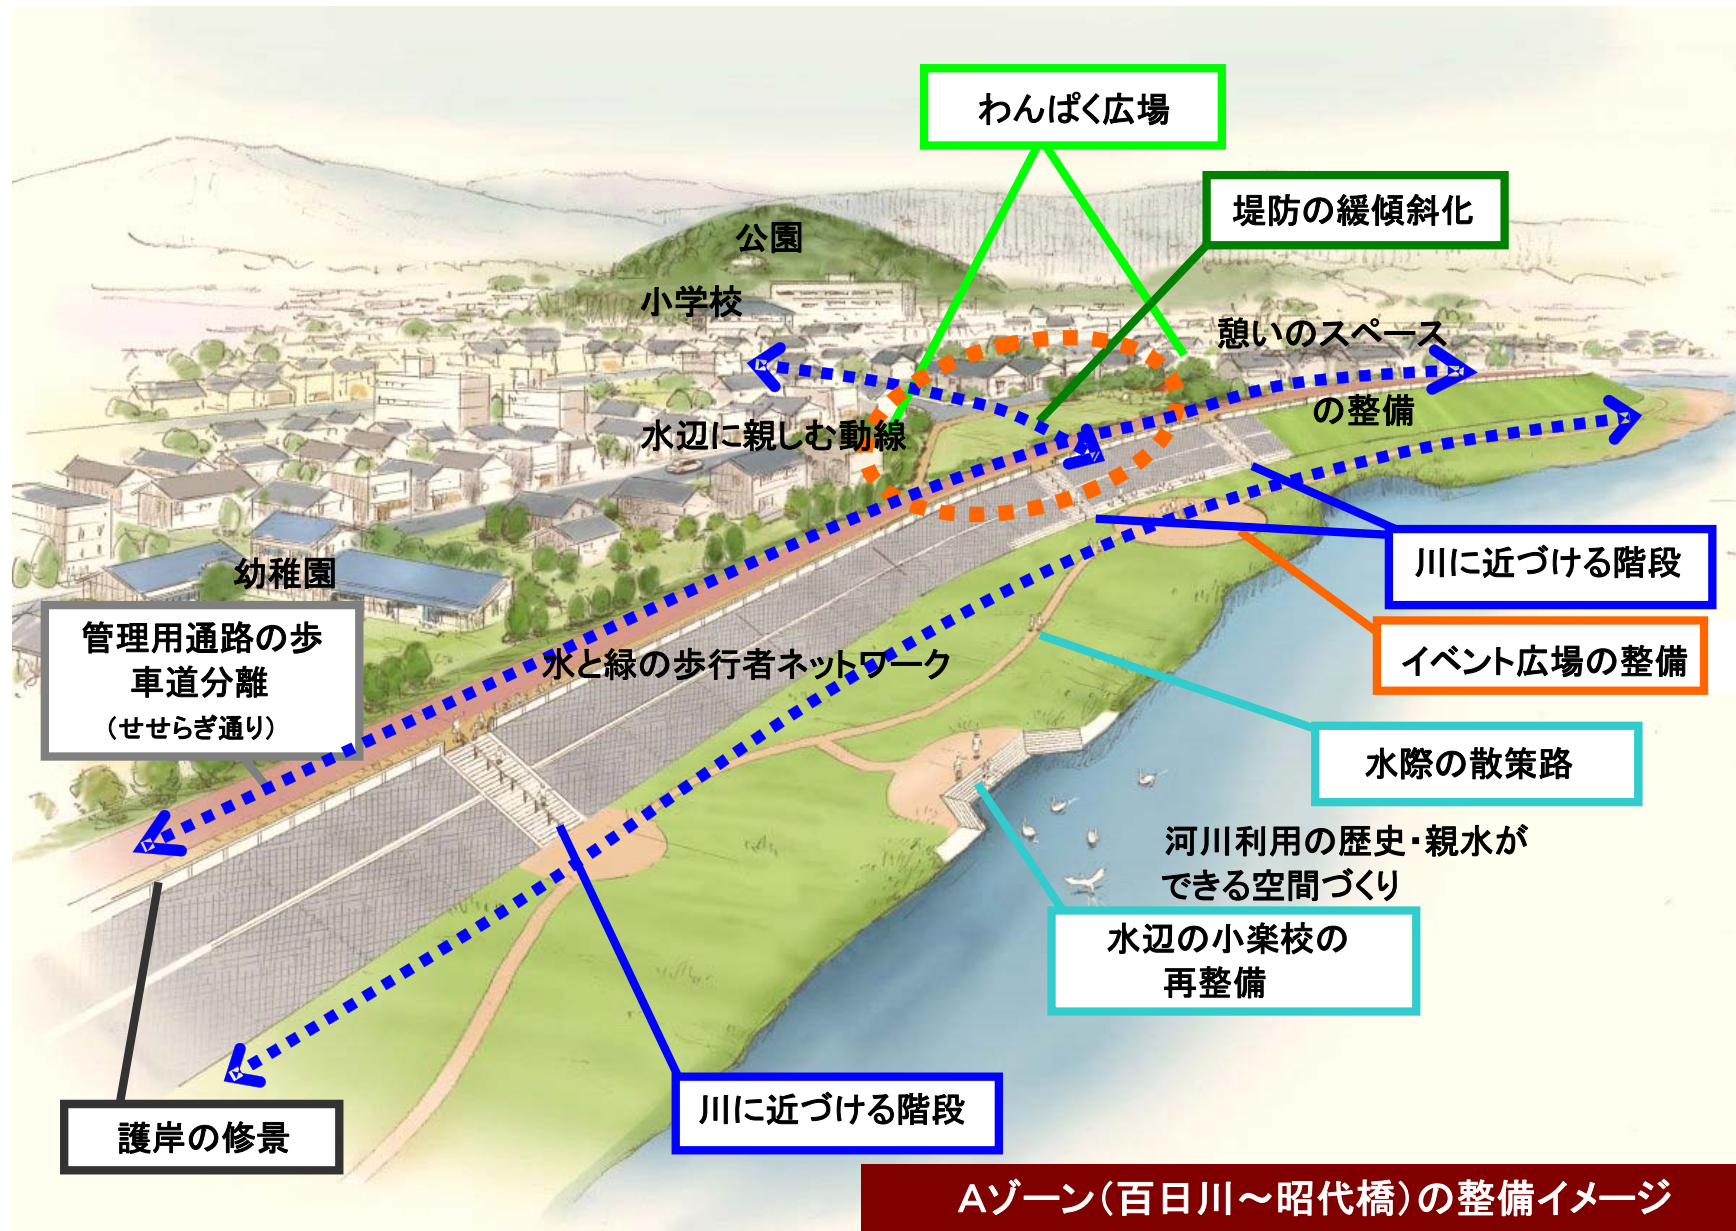 わんぱく広場
堤防の緩傾斜化
公園
小学校
憩いのスペース
の整備
水辺に親しむ動線
幼稚園
川に近づける階段
管理用通路の歩
車道分離
(せせらぎ通り)
イベント広場の整備
水と緑の歩行者ネットワーク
水際の散策路
河川利用の歴史・親水が
できる空間づくり
水辺の小楽校の
再整備
川に近づける階段
護岸の修景
Aゾーン(百日川～昭代橋)の整備イメージ